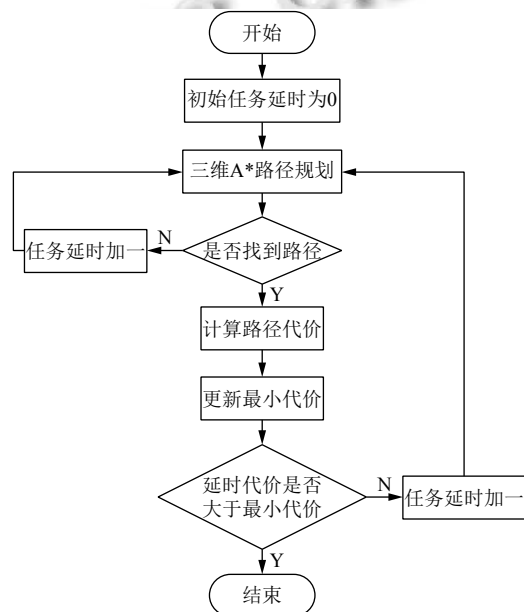 开始
初始任务延时为0
三维A*路径规划
是否找到路径
N
任务延时加一
Y
计算路径代价
更新最小代价
延时代价是否
大于最小代价
N
任务延时加一
Y
结束